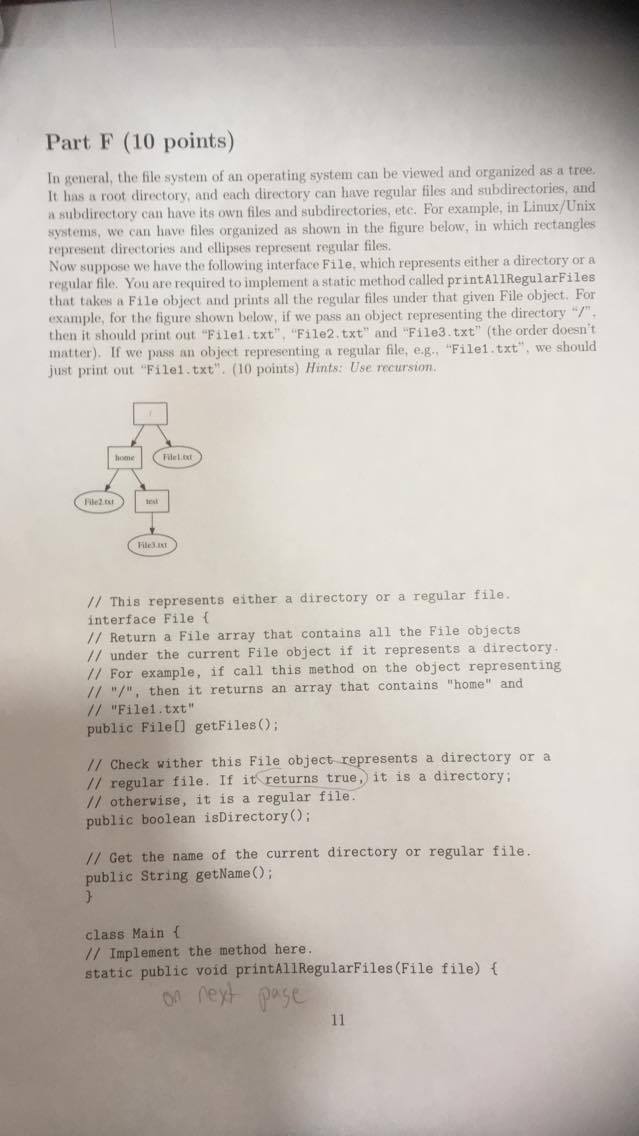 Part F (10 points)
In general, the file system of an operating system can be viewed and organized as a tree.
It has a root directory, and each directory can have regular files and subdirectories, and
a subdirectory can have its own files and subdirectories, etc. For example, in Linux/Unix
systems, we can have files organized as shown in the figure below, in which rectangles
represent directories and ellipses represent regular files.
Now suppose we have the following interface File, which represents either a directory or a
regular file. You are required to implement a static method called printAllRegularFiles
that takes a File object and prints all the regular files under that given File object. For
example, for the figure shown below, if we pass an object representing the directory “/”,
then it should print out “File1.txt”, “File2.txt” and “File3.txt” (the order doesn't
matter). If we pass an object representing a regular file, e.g., “File1.txt”, we should
just print out “File1.txt”. (10 points) Hints: Use recursion.
/
home
File1.txt
File2.txt
test
File3.txt
// This represents either a directory or a regular file.
interface File {
// Return a File array that contains all the File objects
// under the current File object if it represents a directory.
// For example, if call this method on the object representing
// "/", then it returns an array that contains "home" and
// "File1.txt"
public File[] getFiles();
// Check wither this File object represents a directory or a
// regular file. If it returns true, it is a directory;
// otherwise, it is a regular file.
public boolean isDirectory();
// Get the name of the current directory or regular file.
public String getName();
}
class Main {
// Implement the method here.
static public void printAllRegularFiles(File file) {
on next page
11